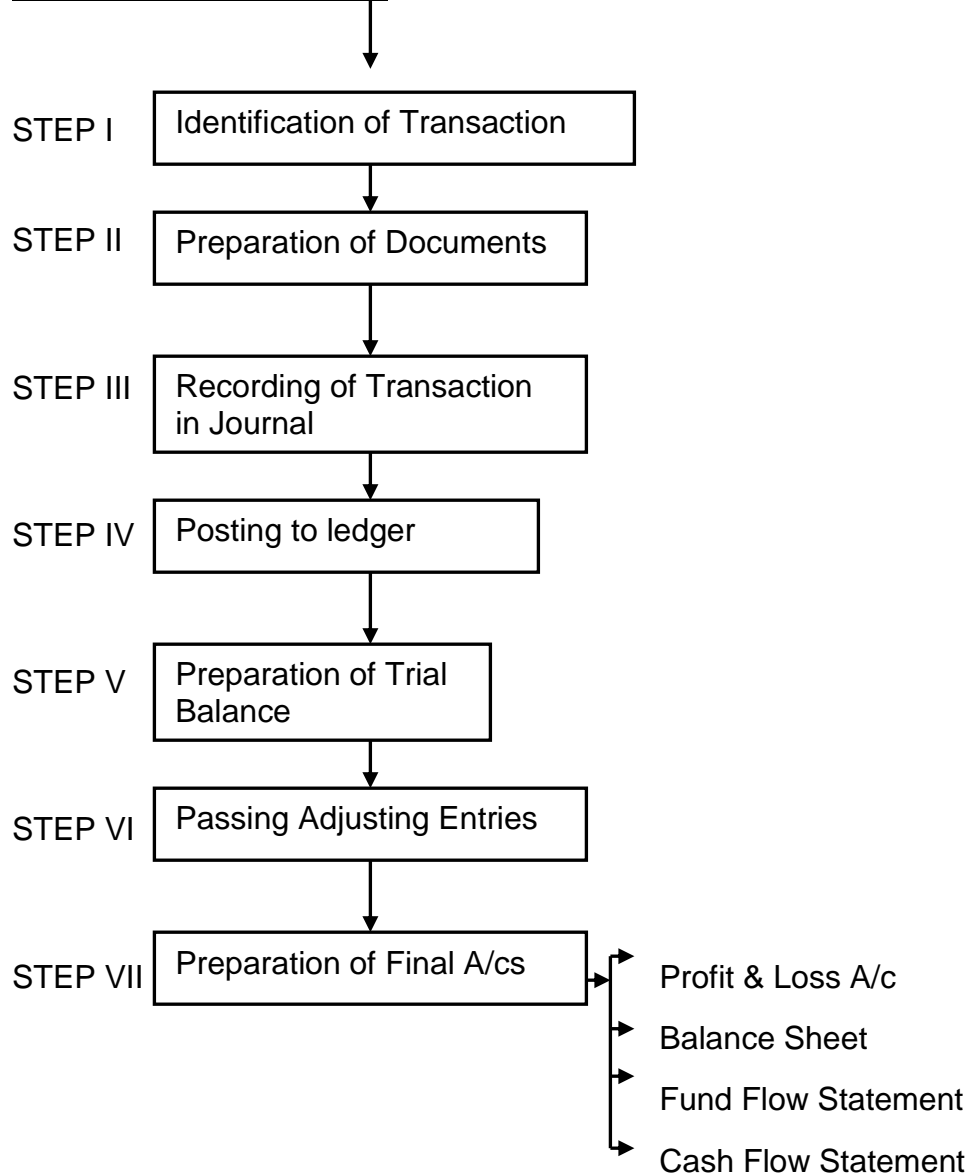 STEP I
Identification of Transaction
STEP II
Preparation of Documents
STEP III
Recording of Transaction
in Journal
STEP IV
Posting to ledger
STEP V
Preparation of Trial
Balance
STEP VI
Passing Adjusting Entries
STEP VII
Preparation of Final A/cs
Profit & Loss A/c
Balance Sheet
Fund Flow Statement
Cash Flow Statement